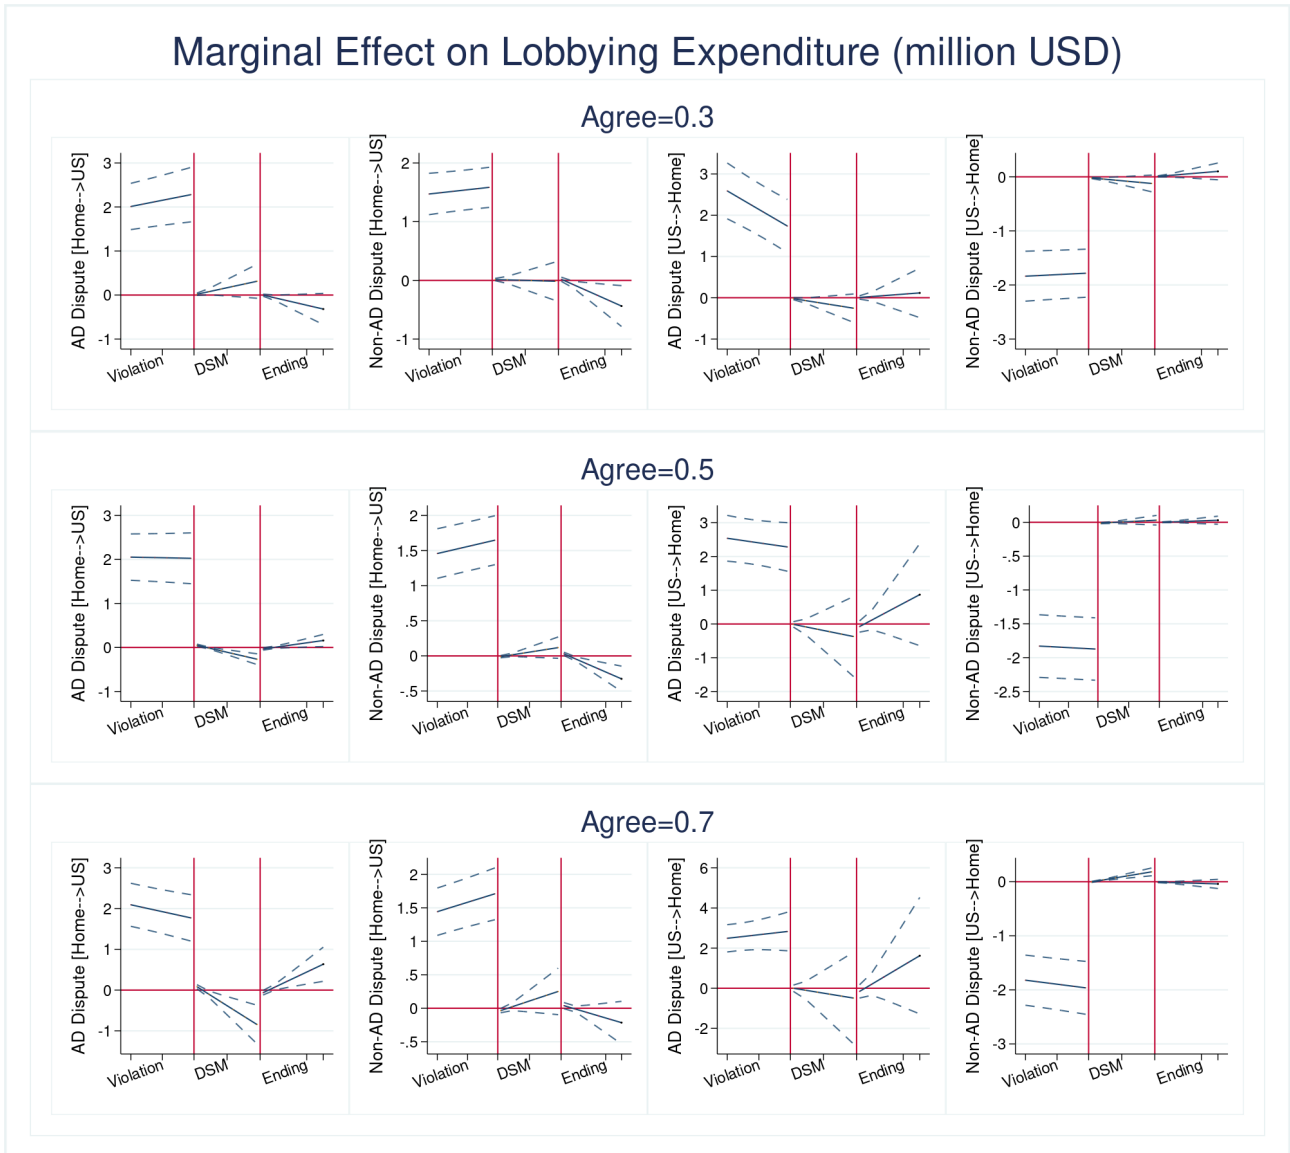 Marginal Effect on Lobbying Expenditure (million USD)
Agree=0.3
AD Dispute [Home-->US]
3
2
1
0
-1
Violation
DSM
Ending
Non-AD Dispute [Home-->US]
2
1
0
-1
Violation
DSM
Ending
AD Dispute [US-->Home]
3
2
1
0
-1
Violation
DSM
Ending
Non-AD Dispute [US-->Home]
0
-1
-2
-3
Violation
DSM
Ending
Agree=0.5
AD Dispute [Home-->US]
3
2
1
0
-1
Violation
DSM
Ending
Non-AD Dispute [Home-->US]
2
1.5
1
.5
0
-.5
Violation
DSM
Ending
AD Dispute [US-->Home]
3
2
1
0
-1
-2
Violation
DSM
Ending
Non-AD Dispute [US-->Home]
0
-.5
-1
-1.5
-2
-2.5
Violation
DSM
Ending
Agree=0.7
AD Dispute [Home-->US]
3
2
1
0
-1
Violation
DSM
Ending
Non-AD Dispute [Home-->US]
2
1.5
1
.5
0
-.5
Violation
DSM
Ending
AD Dispute [US-->Home]
6
4
2
0
-2
Violation
DSM
Ending
Non-AD Dispute [US-->Home]
0
-1
-2
-3
Violation
DSM
Ending